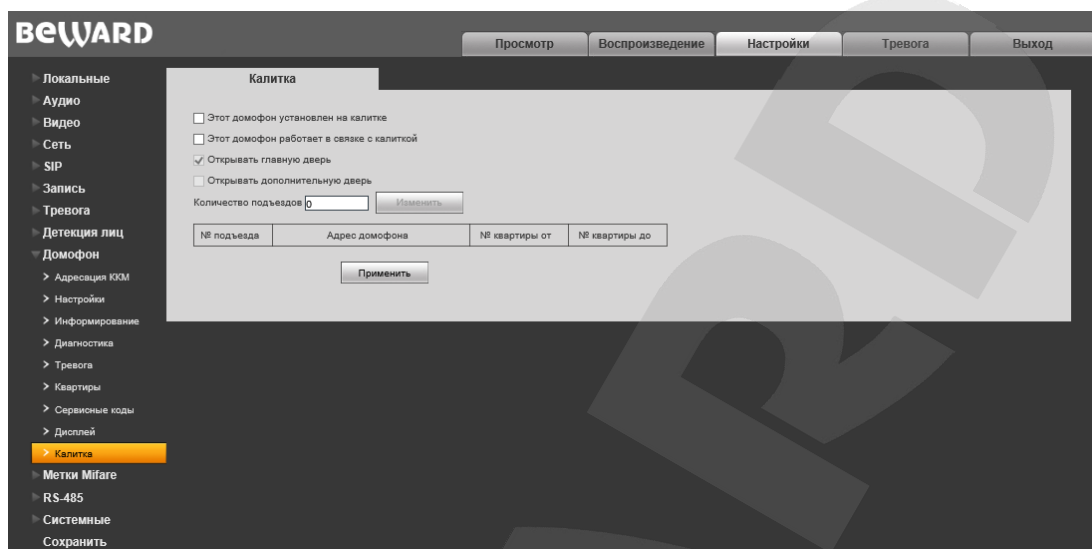 BEWARD
Просмотр
Воспроизведение
Настройки
Тревога
Выход
Локальные
Аудио
Видео
Сеть
SIP
Запись
Тревога
Детекция лиц
Домофон
Адресация ККМ
Настройки
Информирование
Диагностика
Тревога
Квартиры
Сервисные коды
Дисплей
Калитка
Метки Mifare
RS-485
Системные
Сохранить
Калитка
Этот домофон установлен на калитке
Этот домофон работает в связке с калиткой
Открывать главную дверь
Открывать дополнительную дверь
Количество подъездов 0 Изменить
№ подъезда Адрес домофона № квартиры от № квартиры до
Применить